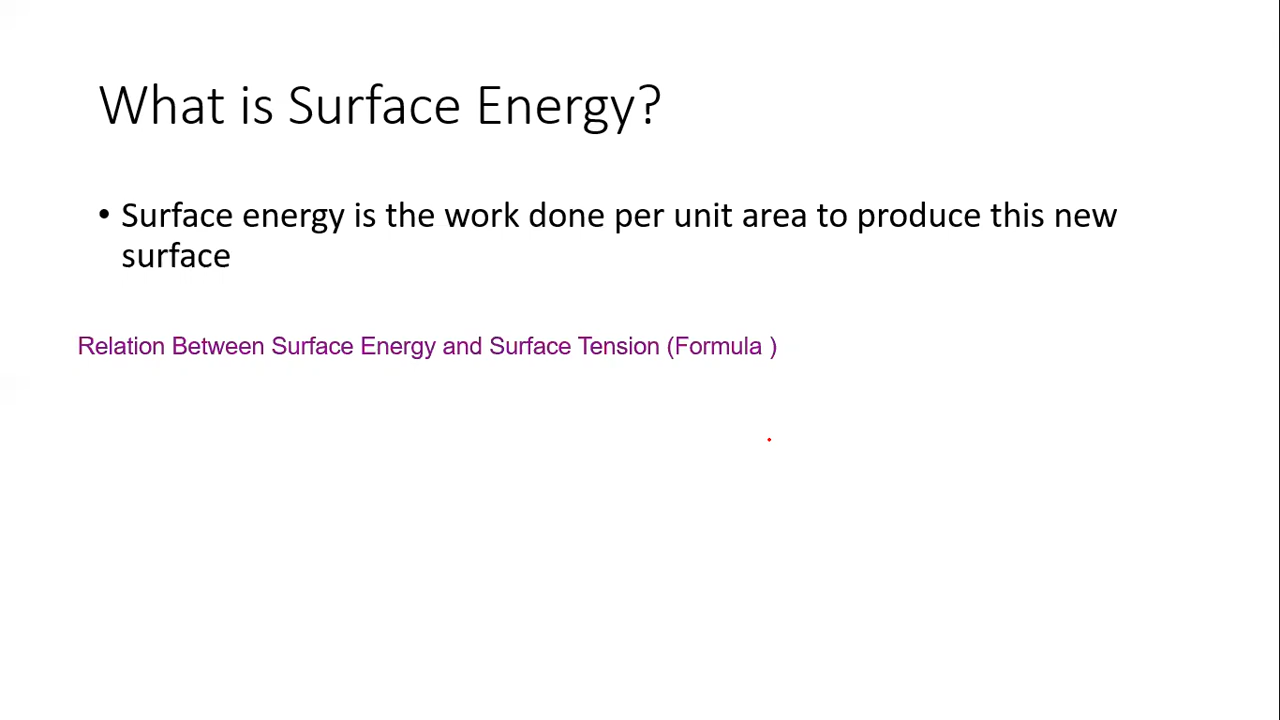 What is Surface Energy?
• Surface energy is the work done per unit area to produce this new
surface
Relation Between Surface Energy and Surface Tension (Formula )